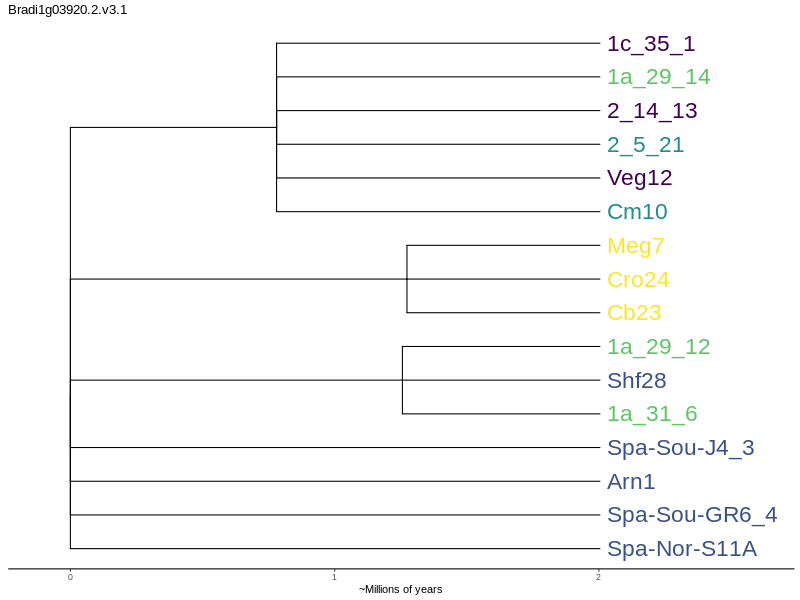 Bradi1g03920.2.v3.1
1c_35_1
1a_29_14
2_14_13
2_5_21
Veg12
Cm10
Meg7
Cro24
Cb23
1a_29_12
Shf28
1a_31_6
Spa-Sou-J4_3
Arn1
Spa-Sou-GR6_4
Spa-Nor-S11A
0 1 2
~Millions of years